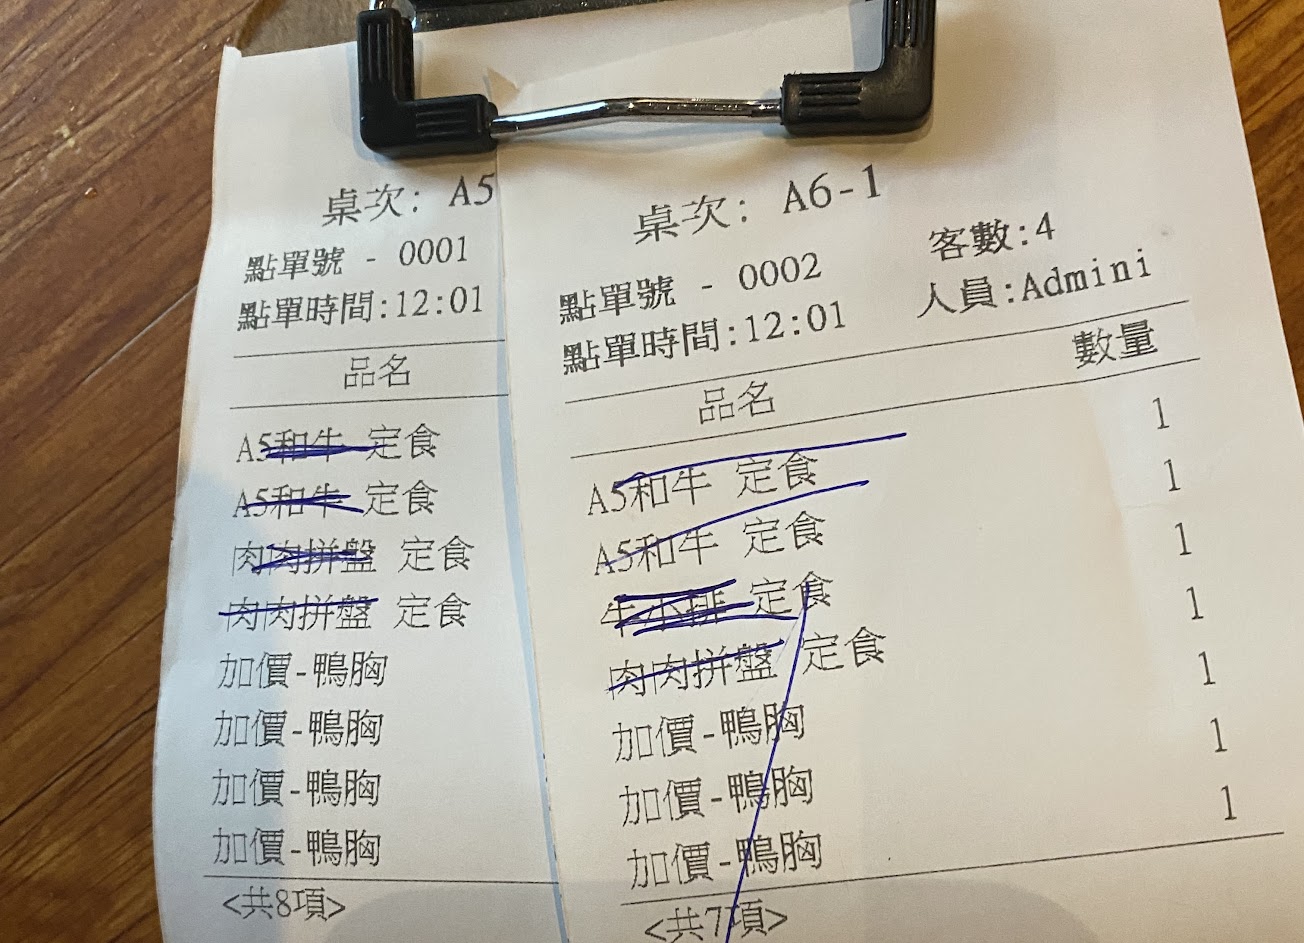 桌次: A5
點單號 - 0001
點單時間:12:01
品名
A5和牛 定食
A5和牛 定食
肉肉拼盤 定食
肉肉拼盤 定食
加價-鴨胸
加價-鴨胸
加價-鴨胸
加價-鴨胸
<共8項>
桌次: A6-1
點單號 - 0002 客數:4
點單時間:12:01 人員:Admini
品名 數量
A5和牛 定食 1
A5和牛 定食 1
牛小排 定食 1
肉肉拼盤 定食 1
加價-鴨胸 1
加價-鴨胸 1
加價-鴨胸 1
<共7項>